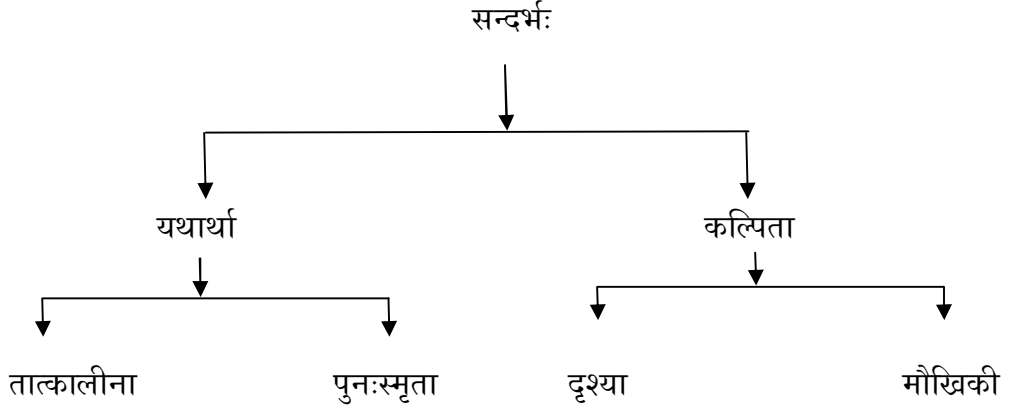 सन्दर्भः
यथार्था कल्पिता
तात्कालीना पुनःस्मृता दृश्या मौखिकी